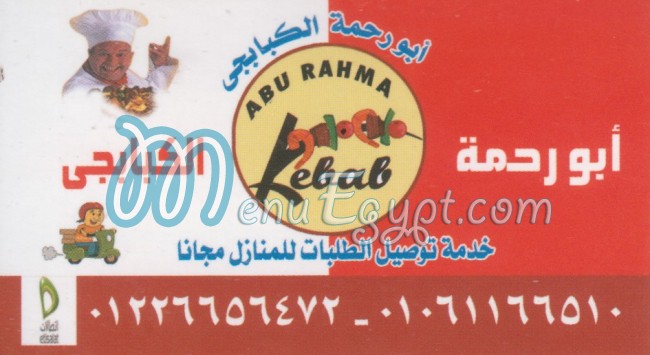 أبو رحمة الكبابجى
ABU RAHMA
Kebab
أبو رحمة
الكبابجى
MenuEgypt.com
خدمة توصيل الطلبات للمنازل مجانا
٠١٢٢٦٦٥٦٤٧٢ - ٠١٠٦١١٦٦٥١٠